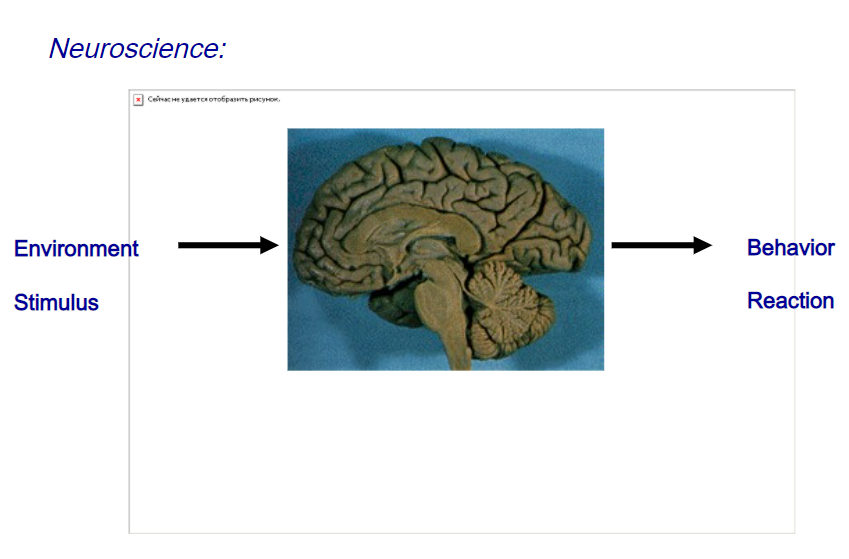 Neuroscience:
Сейчас не удается отобразить рисунок.
Environment
Stimulus
Behavior
Reaction